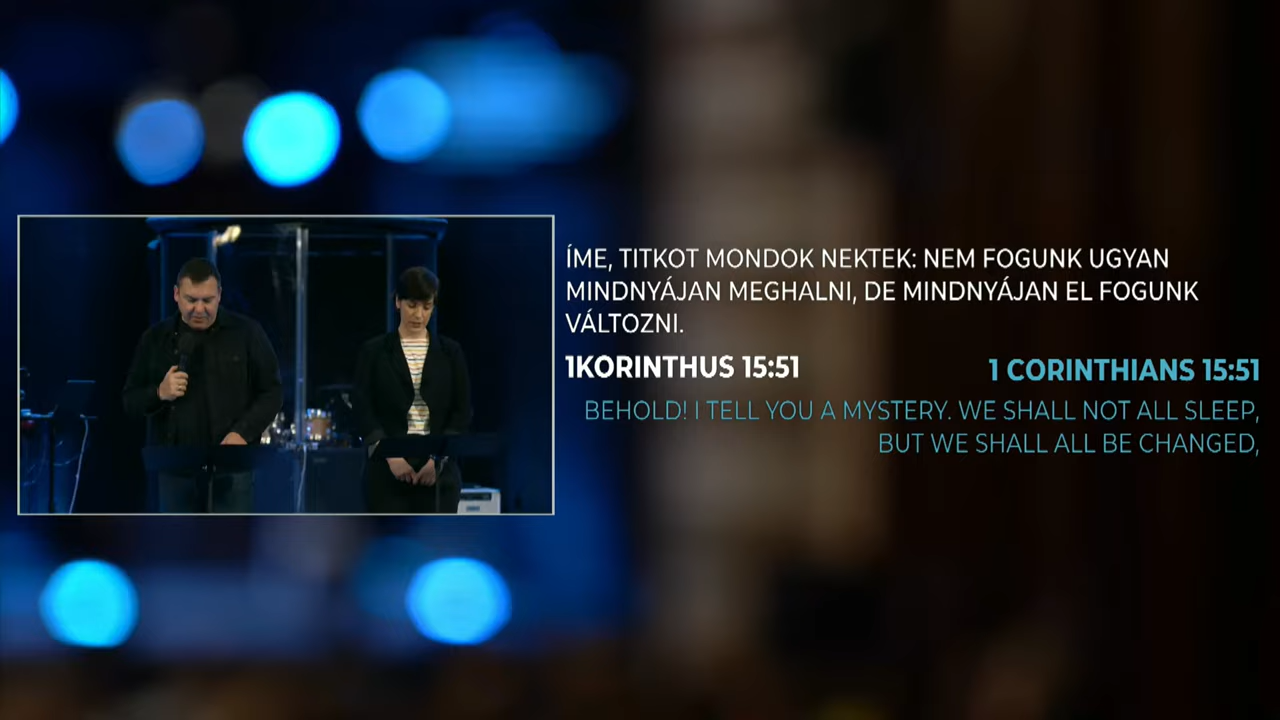 ÍME, TITKOT MONDOK NEKTEK: NEM FOGUNK UGYAN
MINDNYÁJAN MEGHALNI, DE MINDNYÁJAN EL FOGUNK
VÁLTOZNI.
1KORINTHUS 15:51
1 CORINTHIANS 15:51
BEHOLD! I TELL YOU A MYSTERY. WE SHALL NOT ALL SLEEP,
BUT WE SHALL ALL BE CHANGED,